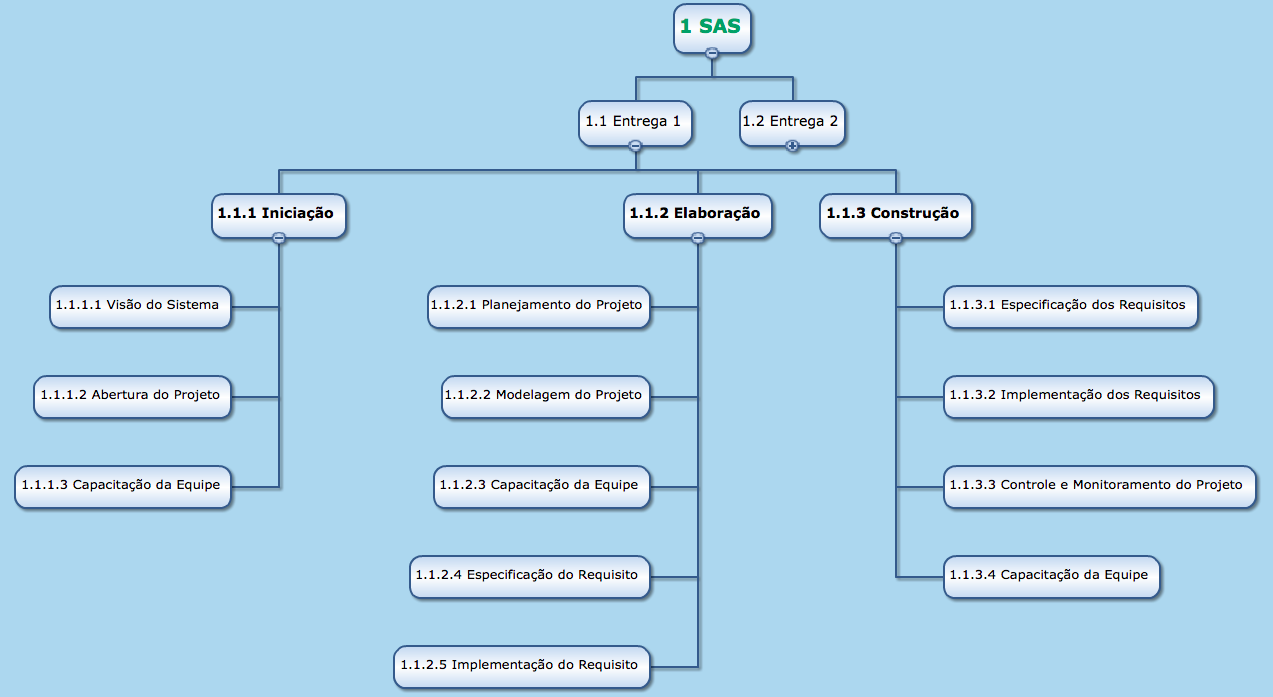 1 SAS
1.1 Entrega 1
1.2 Entrega 2
1.1.1 Iniciação
1.1.2 Elaboração
1.1.3 Construção
1.1.1.1 Visão do Sistema
1.1.2.1 Planejamento do Projeto
1.1.3.1 Especificação dos Requisitos
1.1.1.2 Abertura do Projeto
1.1.2.2 Modelagem do Projeto
1.1.3.2 Implementação dos Requisitos
1.1.1.3 Capacitação da Equipe
1.1.2.3 Capacitação da Equipe
1.1.3.3 Controle e Monitoramento do Projeto
1.1.2.4 Especificação do Requisito
1.1.3.4 Capacitação da Equipe
1.1.2.5 Implementação do Requisito